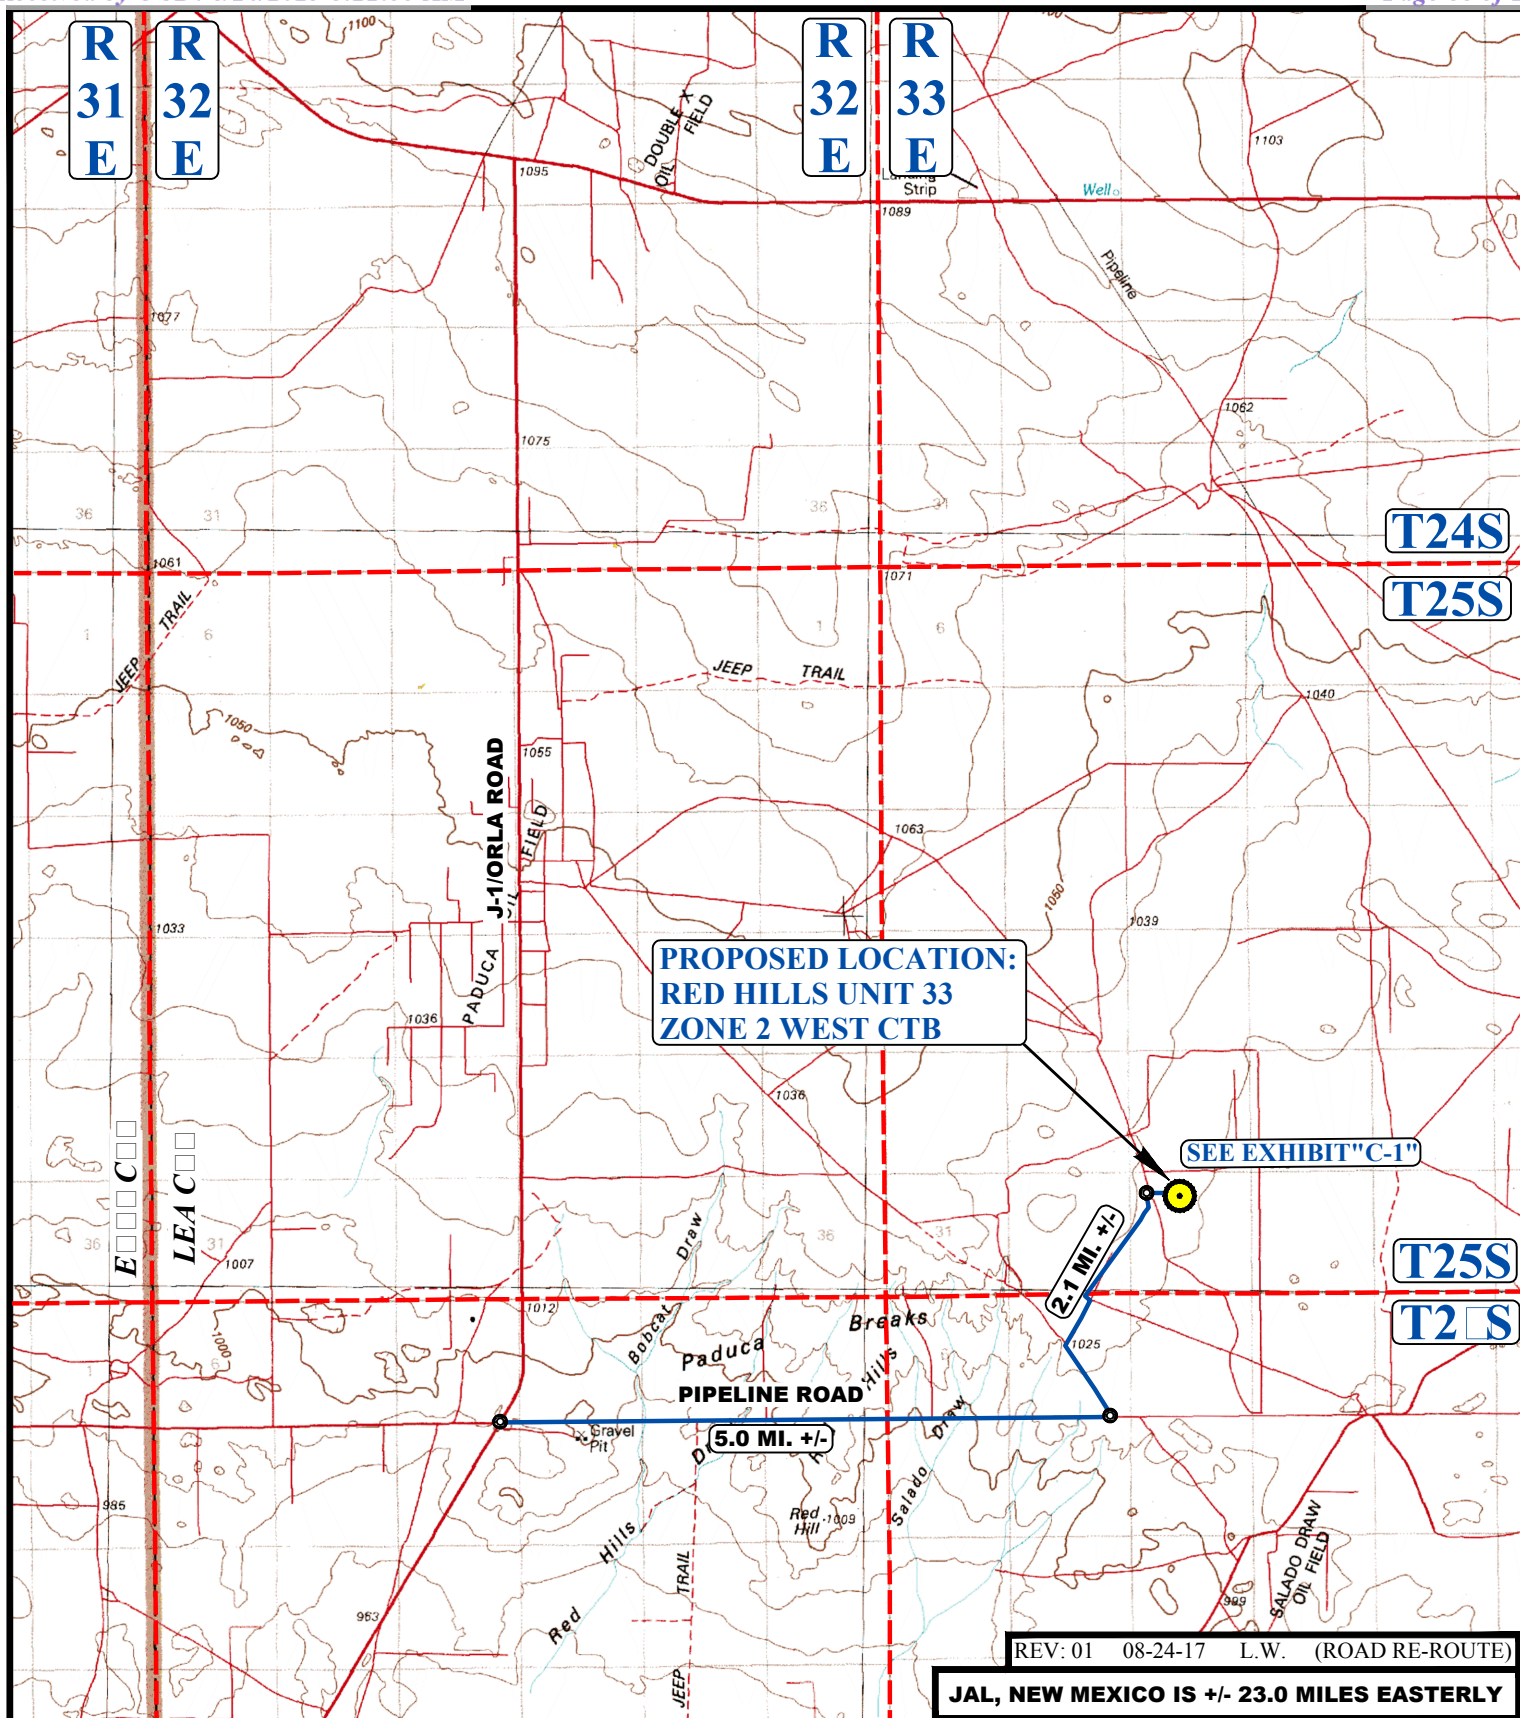 R
31
E
R
32
E
R
32
E
R
33
E
1100
DOUBLE X
OIL FIELD
1095
1103
Strip
Well
1089
Pipeline
1077
1062
1075
36
31
36
31
T24S
1061
1071
T25S
JEEP TRAIL
1
6
1
6
JEEP TRAIL
1040
1050
1055
J-1/ORLA ROAD
FIELD
1063
1050
1033
1039
PADUCA
1036
PROPOSED LOCATION:
RED HILLS UNIT 33
ZONE 2 WEST CTB
1036
SEE EXHIBIT "C-1"
LEA C
36
31
1007
Bobcat Draw
36
31
2.1 MI. +/-
T25S
T2□S
1012
1000
6
1
Paduca Breaks
1025
PIPELINE ROAD
Hills
5.0 MI. +/-
Gravel
Pit
Salado Draw
985
Red
Hill
1009
Red Hills
TRAIL
JEEP
963
999
SALADO DRAW
OIL FIELD
REV: 01 08-24-17 L.W. (ROAD RE-ROUTE)
JAL, NEW MEXICO IS +/- 23.0 MILES EASTERLY